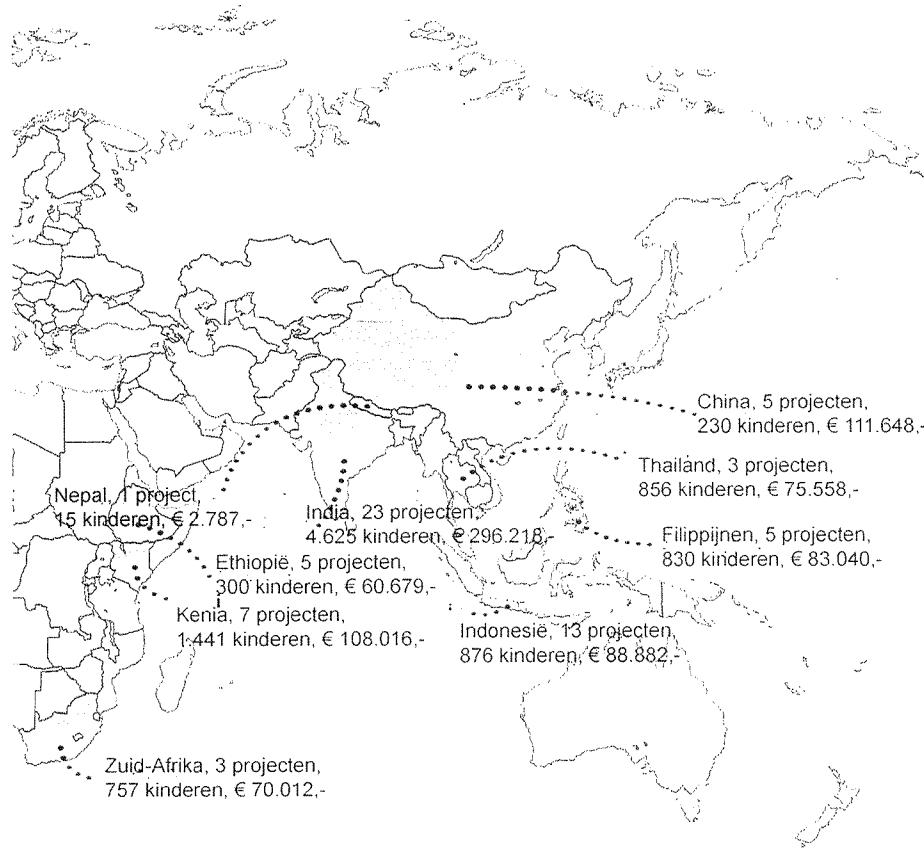 China, 5 projecten,
230 kinderen, € 111.648,-
Thailand, 3 projecten,
856 kinderen, € 75.558,-
Nepal, 1 project,
15 kinderen, € 2.787,-
India, 23 projecten,
4.625 kinderen, € 296.218,-
Filippijnen, 5 projecten,
830 kinderen, € 83.040,-
Ethiopië, 5 projecten,
300 kinderen, € 60.679,-
Kenia, 7 projecten,
1.441 kinderen, € 108.016,-
Indonesië, 13 projecten,
876 kinderen, € 88.882,-
Zuid-Afrika, 3 projecten,
757 kinderen, € 70.012,-